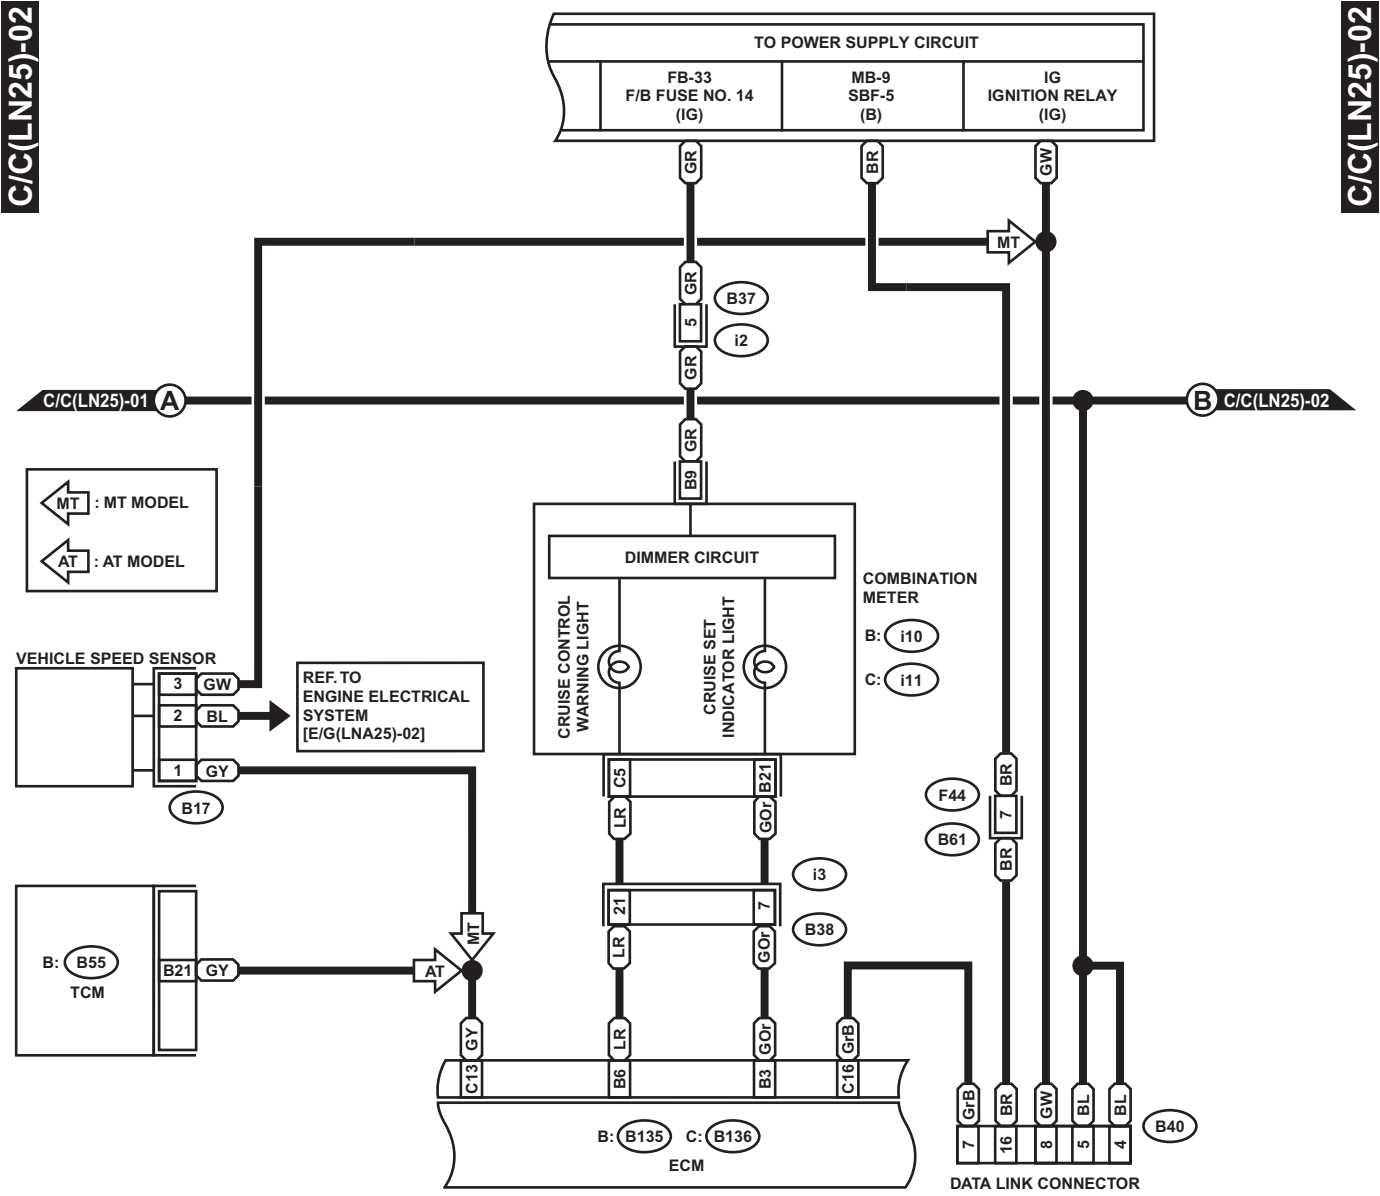 C/C(LN25)-02
C/C(LN25)-02
TO POWER SUPPLY CIRCUIT
FB-33
F/B FUSE NO. 14
(IG)
MB-9
SBF-5
(B)
IG
IGNITION RELAY
(IG)
GR
BR
GW
MT
GR
B37
5
i2
GR
C/C(LN25)-01
A
B
C/C(LN25)-02
GR
B9
MT
: MT MODEL
AT
: AT MODEL
DIMMER CIRCUIT
CRUISE CONTROL
WARNING LIGHT
CRUISE SET
INDICATOR LIGHT
COMBINATION
METER
B: i10
C: i11
VEHICLE SPEED SENSOR
3 GW
2 BL
1 GY
B17
REF. TO
ENGINE ELECTRICAL
SYSTEM
[E/G(LNA25)-02]
C5
B21
LR
GOr
BR
F44
7
B61
BR
i3
21
7
B38
LR
GOr
MT
AT
B: B55
TCM
B21 GY
GY
LR
GOr
GrB
C13
B6
B3
C16
B: B135 C: B136
ECM
GrB
BR
GW
BL
BL
7
16
8
5
4
B40
DATA LINK CONNECTOR